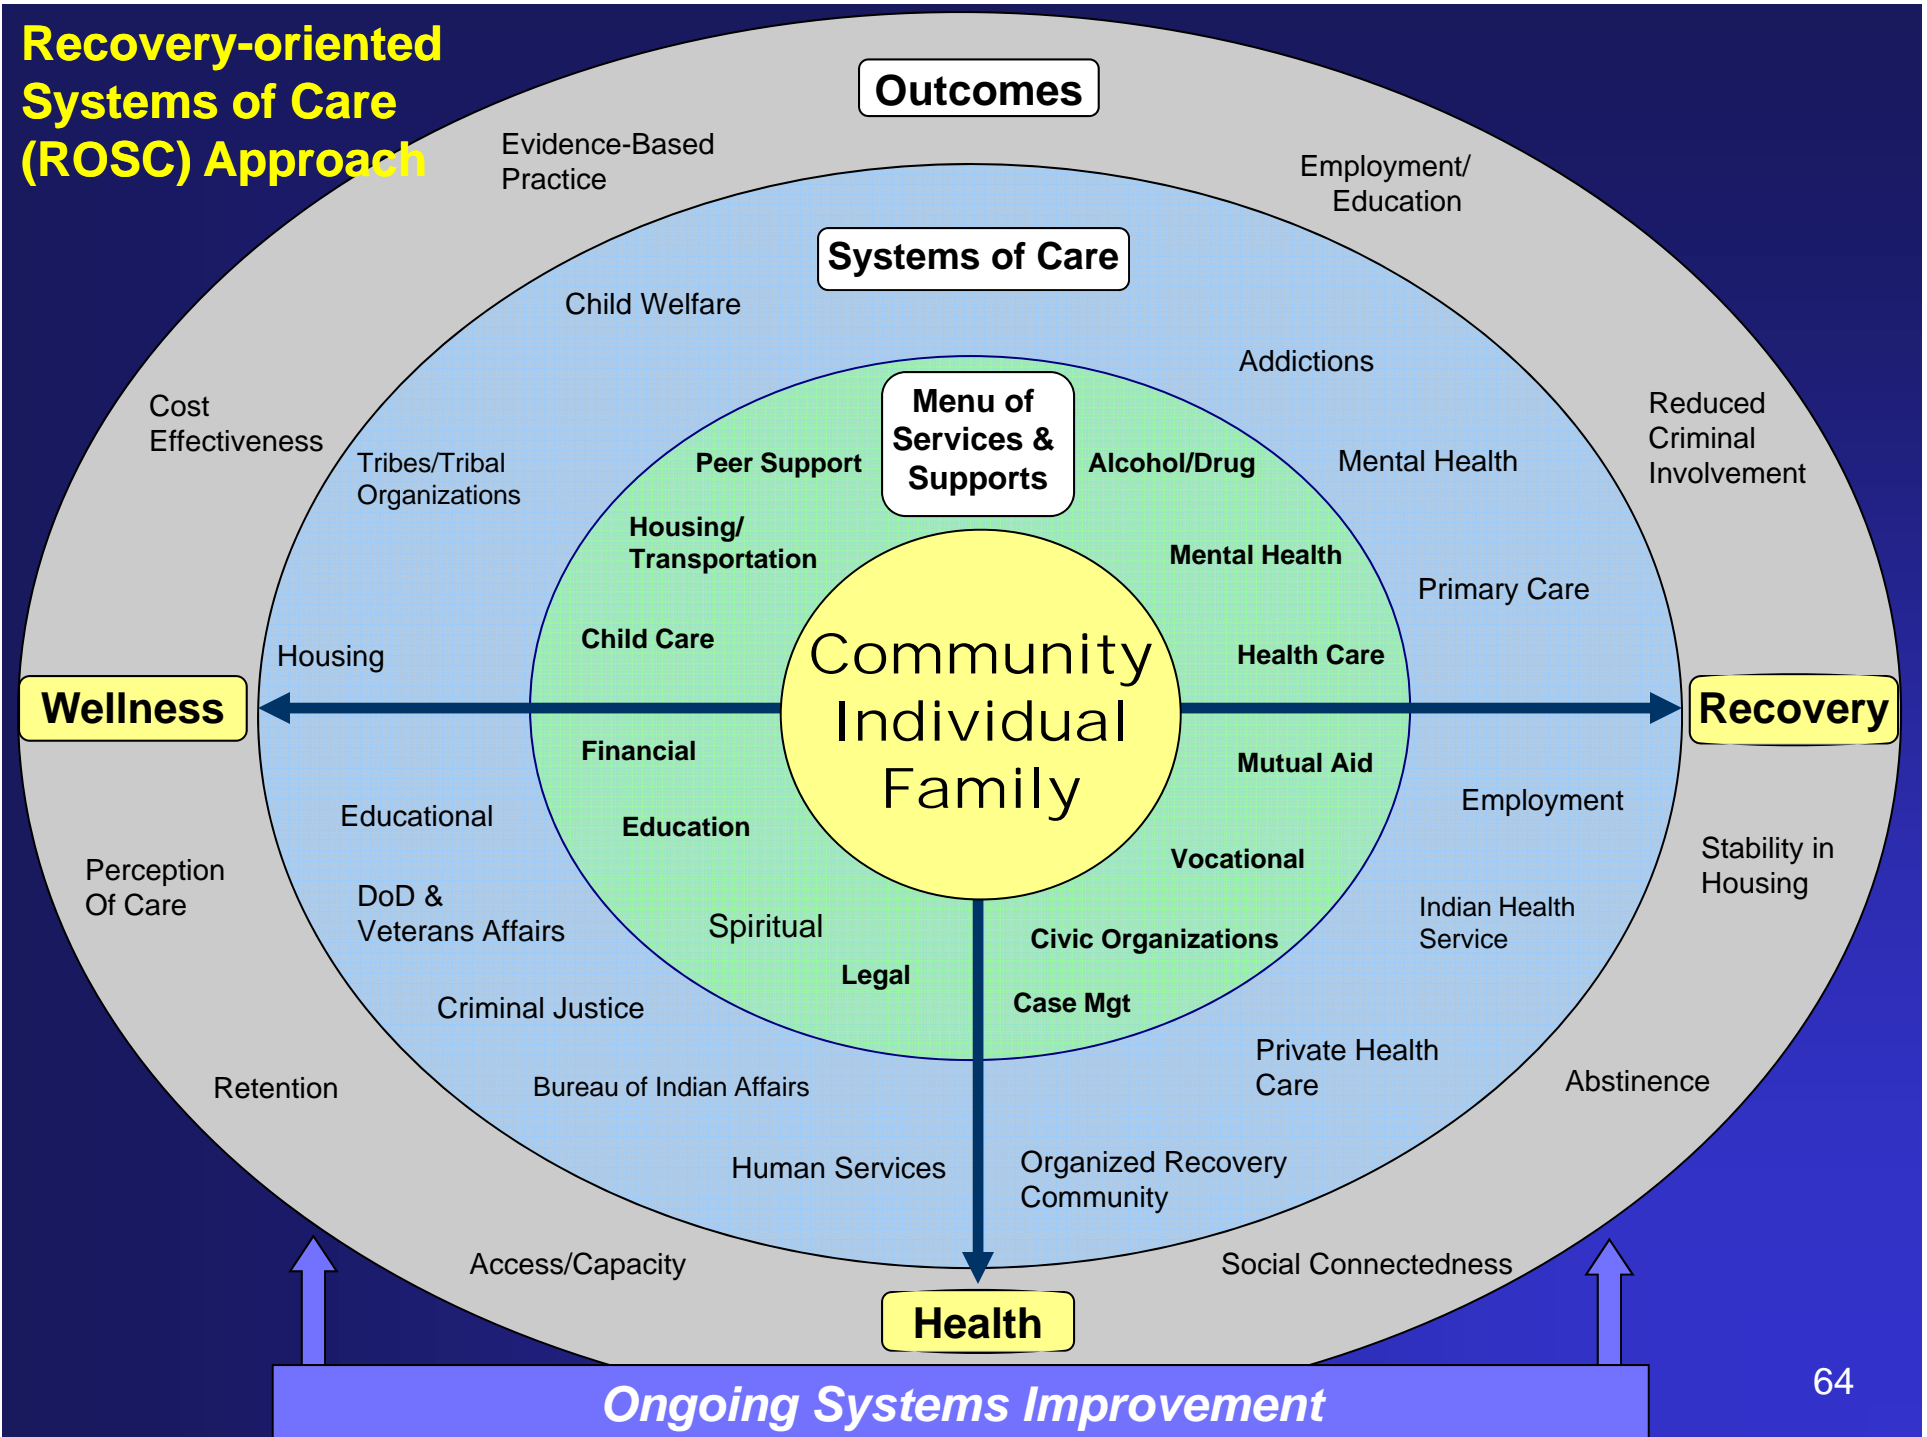 Recovery-oriented
Systems of Care
(ROSC) Approach
Outcomes
Evidence-Based
Practice
Employment/
Education
Systems of Care
Child Welfare
Addictions
Menu of
Services &
Supports
Cost
Effectiveness
Reduced
Criminal
Involvement
Tribes/Tribal
Organizations
Peer Support
Alcohol/Drug
Mental Health
Housing/
Transportation
Mental Health
Primary Care
Child Care
Health Care
Housing
Community
Individual
Family
Wellness
Recovery
Financial
Mutual Aid
Educational
Education
Employment
Vocational
Stability in
Housing
Perception
Of Care
DoD &
Veterans Affairs
Spiritual
Civic Organizations
Indian Health
Service
Legal
Case Mgt
Criminal Justice
Private Health
Care
Retention
Bureau of Indian Affairs
Abstinence
Human Services
Organized Recovery
Community
Access/Capacity
Social Connectedness
Health
Ongoing Systems Improvement
64